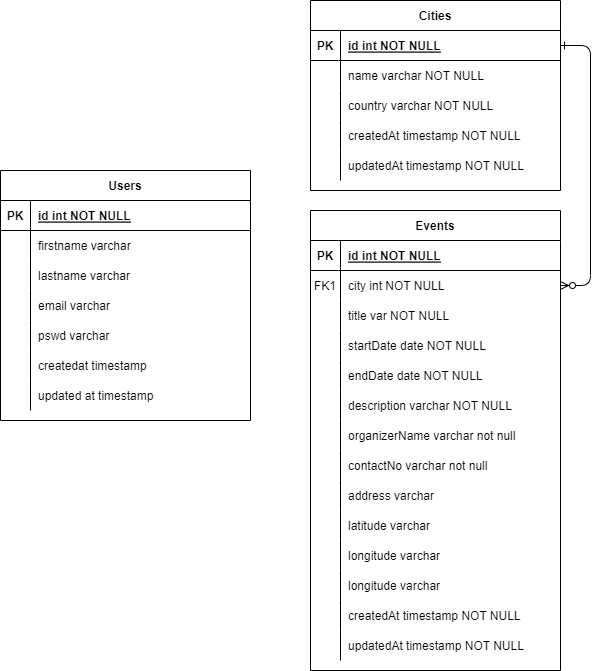 Cities
PK id int NOT NULL
name varchar NOT NULL
country varchar NOT NULL
createdAt timestamp NOT NULL
updatedAt timestamp NOT NULL
Users
PK id int NOT NULL
firstname varchar
lastname varchar
email varchar
pswd varchar
createdat timestamp
updated at timestamp
Events
PK id int NOT NULL
FK1 city int NOT NULL
title var NOT NULL
startDate date NOT NULL
endDate date NOT NULL
description varchar NOT NULL
organizerName varchar not null
contactNo varchar not null
address varchar
latitude varchar
longitude varchar
longitude varchar
createdAt timestamp NOT NULL
updatedAt timestamp NOT NULL